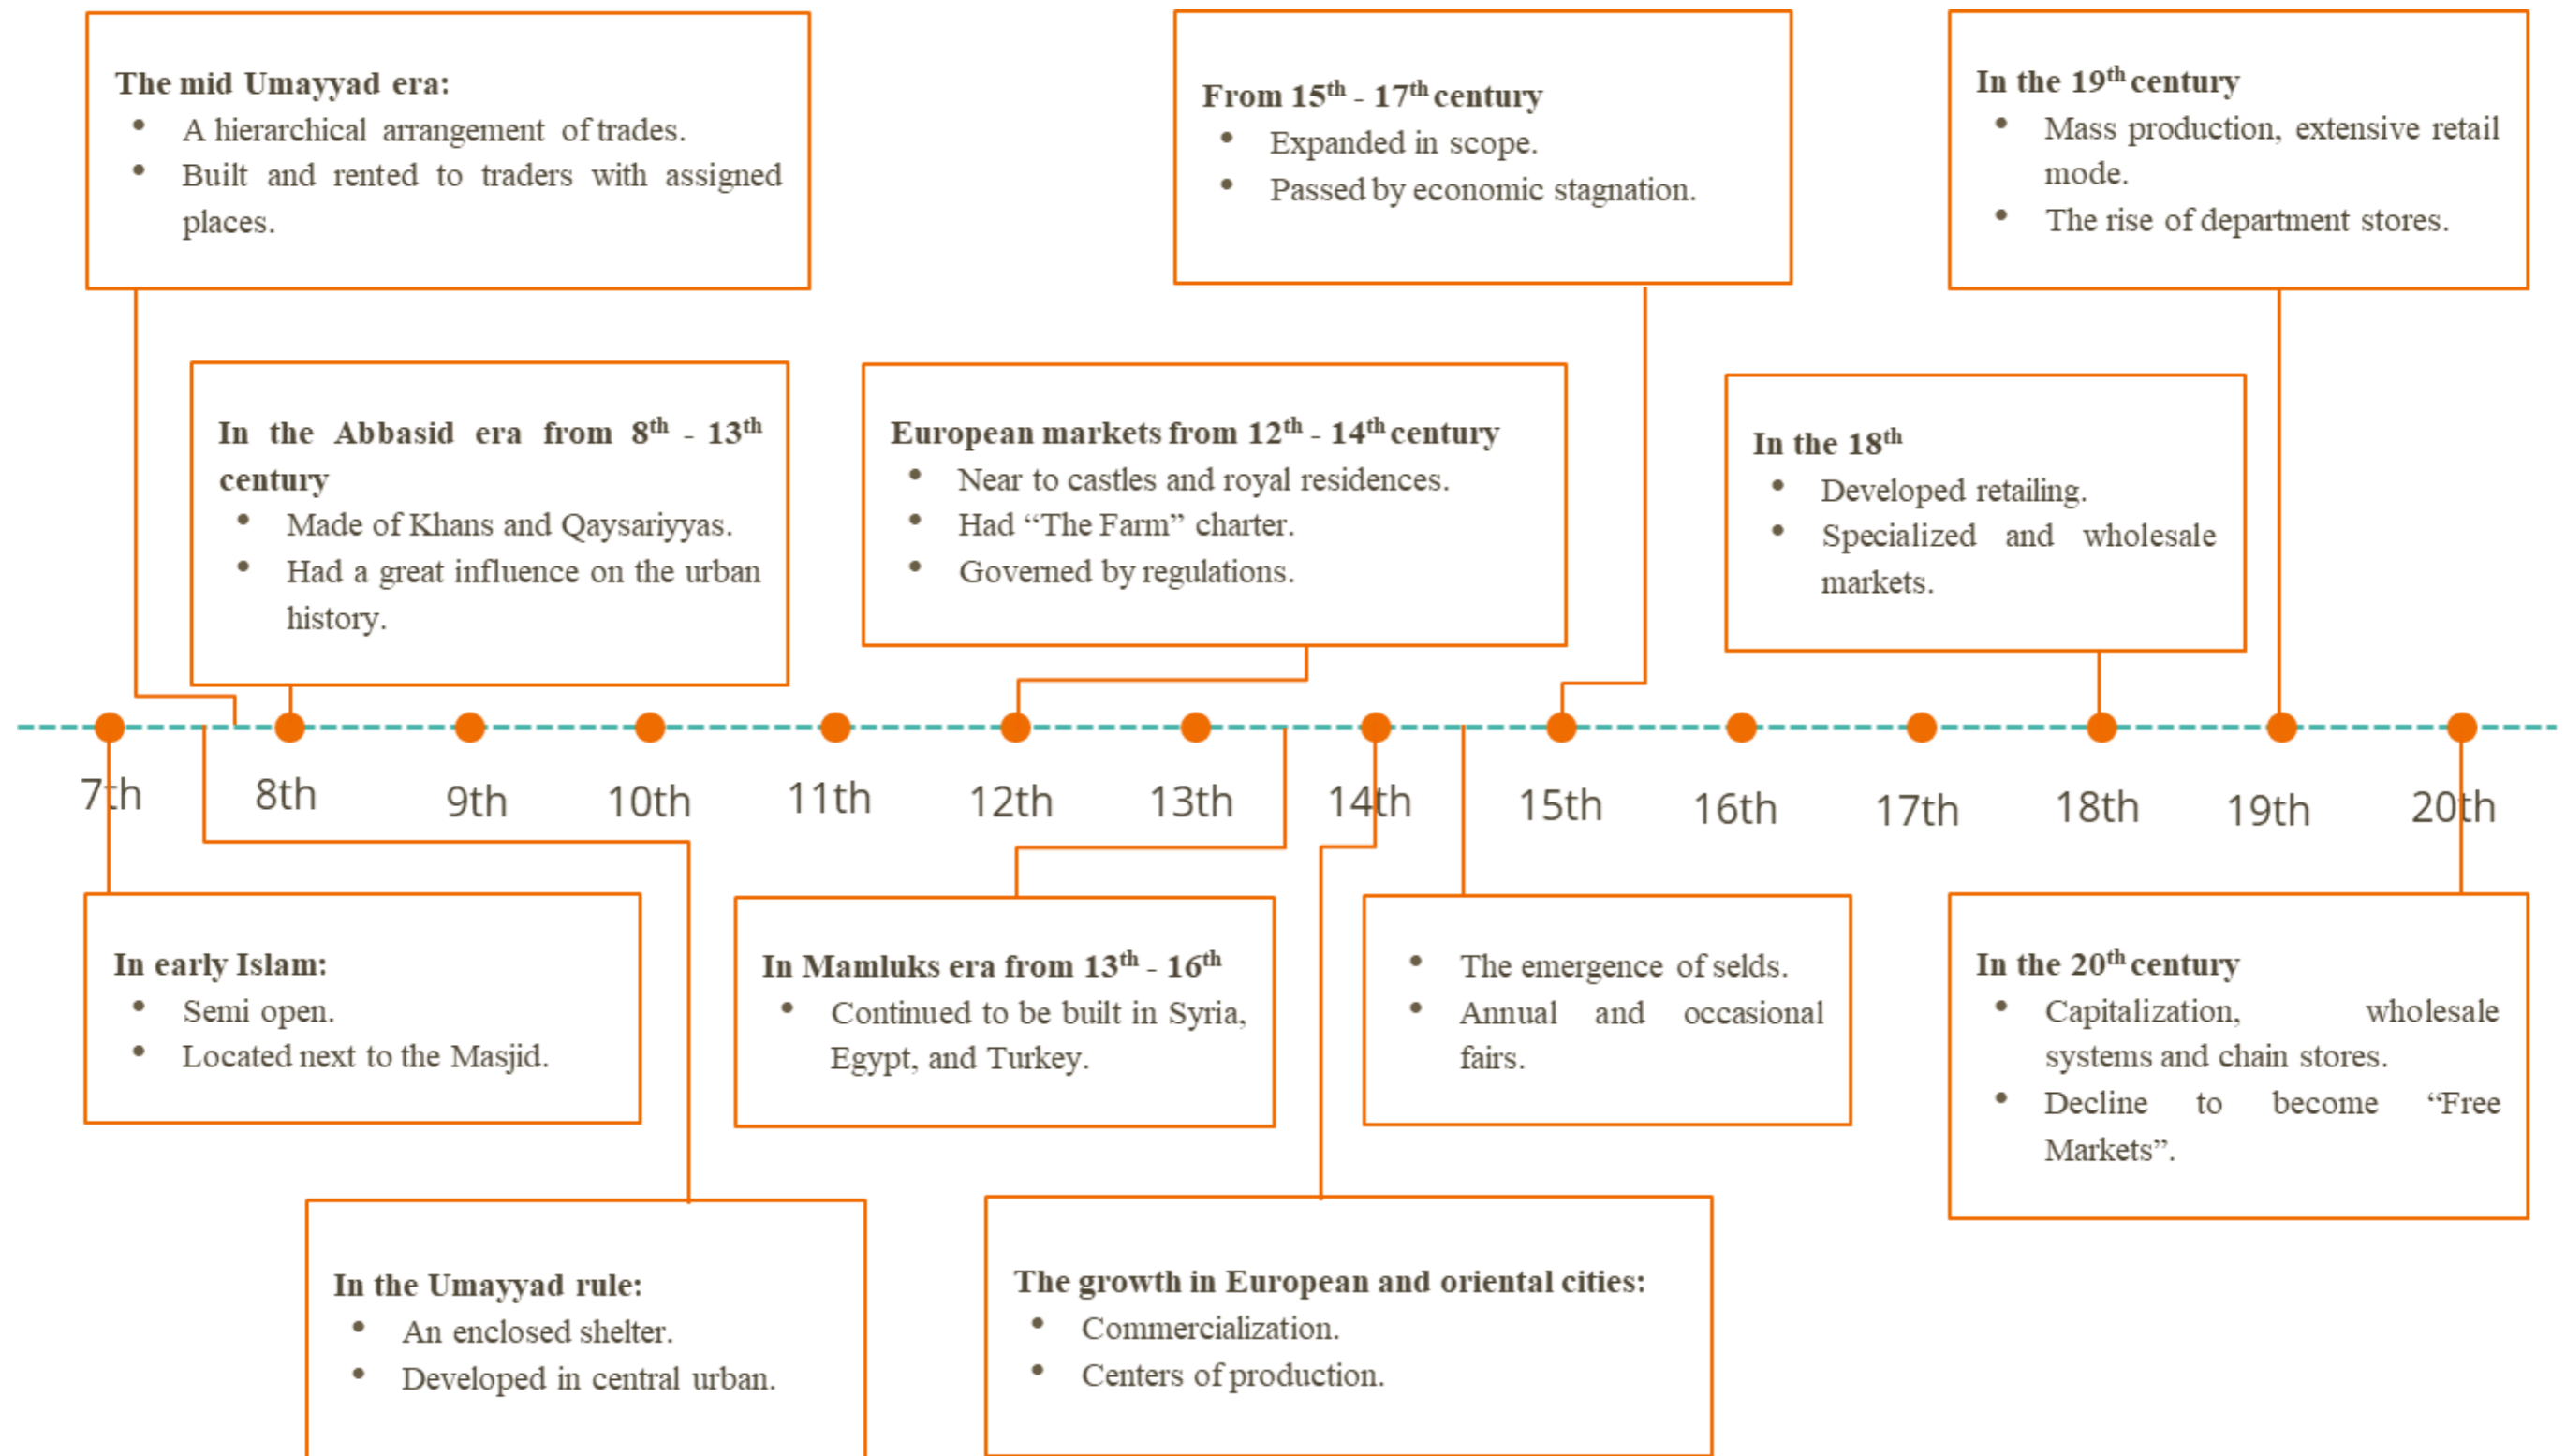 The mid Umayyad era:
• A hierarchical arrangement of trades.
• Built and rented to traders with assigned
places.
From 15th - 17th century
• Expanded in scope.
• Passed by economic stagnation.
In the 19th century
• Mass production, extensive retail
mode.
• The rise of department stores.
In the Abbasid era from 8th - 13th
century
• Made of Khans and Qaysariyyas.
• Had a great influence on the urban
history.
European markets from 12th - 14th century
• Near to castles and royal residences.
• Had “The Farm” charter.
• Governed by regulations.
In the 18th
• Developed retailing.
• Specialized and wholesale
markets.
7th 8th 9th 10th 11th 12th 13th 14th 15th 16th 17th 18th 19th 20th
In early Islam:
• Semi open.
• Located next to the Masjid.
In Mamluks era from 13th - 16th
• Continued to be built in Syria,
Egypt, and Turkey.
• The emergence of selds.
• Annual and occasional
fairs.
In the 20th century
• Capitalization, wholesale
systems and chain stores.
• Decline to become “Free
Markets”.
In the Umayyad rule:
• An enclosed shelter.
• Developed in central urban.
The growth in European and oriental cities:
• Commercialization.
• Centers of production.